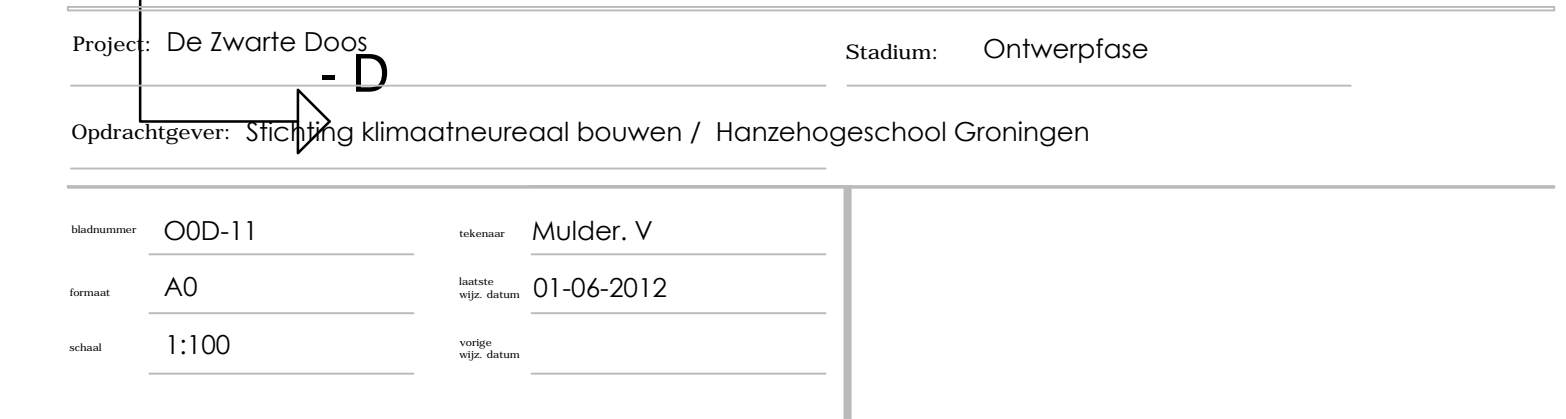 Project: De Zwarte Doos
Stadium: Ontwerpfase
- D
Opdrachtgever: Stichting klimaatneureaal bouwen / Hanzehogeschool Groningen
bladnummer O0D-11
tekenaar Mulder. V
formaat A0
laatste
wijz. datum 01-06-2012
schaal 1:100
vorige
wijz. datum